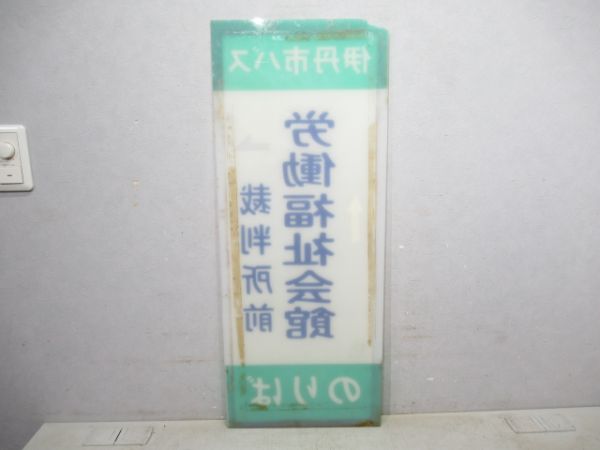 伊丹市バス
労働福祉会館
裁判所前
のりば